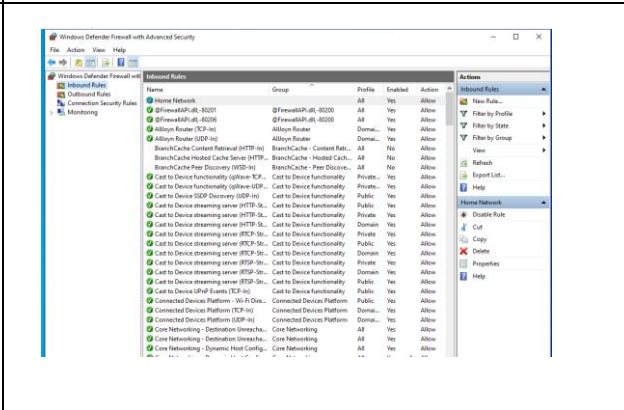 Windows Defender Firewall with Advanced Security
File Action View Help
Windows Defender Firewall with
Inbound Rules
Outbound Rules
Connection Security Rules
Monitoring
Inbound Rules
Name Group Profile Enabled Action
Home Network All Yes Allow
@FirewallAPI.dll,-80201 @FirewallAPI.dll,-80200 All Yes Allow
@FirewallAPI.dll,-80206 @FirewallAPI.dll,-80200 All Yes Allow
AllJoyn Router (TCP-In) AllJoyn Router Domai... Yes Allow
AllJoyn Router (UDP-In) AllJoyn Router Domai... Yes Allow
BranchCache Content Retrieval (HTTP-In) BranchCache - Content Retr... All No Allow
BranchCache Hosted Cache Server (HTTP... BranchCache - Hosted Cach... All No Allow
BranchCache Peer Discovery (WSD-In) BranchCache - Peer Discove... All No Allow
Cast to Device functionality (qWave-TCP... Cast to Device functionality Private... Yes Allow
Cast to Device functionality (qWave-UDP... Cast to Device functionality Private... Yes Allow
Cast to Device SSDP Discovery (UDP-In) Cast to Device functionality Public Yes Allow
Cast to Device streaming server (HTTP-St... Cast to Device functionality Public Yes Allow
Cast to Device streaming server (HTTP-St... Cast to Device functionality Private Yes Allow
Cast to Device streaming server (HTTP-St... Cast to Device functionality Domain Yes Allow
Cast to Device streaming server (RTCP-Str... Cast to Device functionality Private Yes Allow
Cast to Device streaming server (RTCP-Str... Cast to Device functionality Public Yes Allow
Cast to Device streaming server (RTCP-Str... Cast to Device functionality Domain Yes Allow
Cast to Device streaming server (RTSP-Str... Cast to Device functionality Private Yes Allow
Cast to Device streaming server (RTSP-Str... Cast to Device functionality Domain Yes Allow
Cast to Device streaming server (RTSP-Str... Cast to Device functionality Public Yes Allow
Cast to Device UPnP Events (TCP-In) Cast to Device functionality Public Yes Allow
Connected Devices Platform - Wi-Fi Dire... Connected Devices Platform Public Yes Allow
Connected Devices Platform (TCP-In) Connected Devices Platform Domai... Yes Allow
Connected Devices Platform (UDP-In) Connected Devices Platform Domai... Yes Allow
Core Networking - Destination Unreacha... Core Networking All Yes Allow
Core Networking - Destination Unreacha... Core Networking All Yes Allow
Core Networking - Dynamic Host Config... Core Networking All Yes Allow
Actions
Inbound Rules
New Rule...
Filter by Profile
Filter by State
Filter by Group
View
Refresh
Export List...
Help
Home Network
Disable Rule
Cut
Copy
Delete
Properties
Help